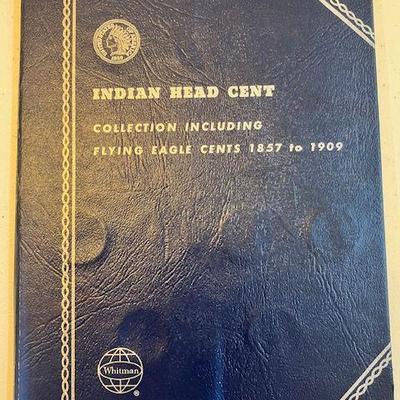 INDIAN HEAD CENT
COLLECTION INCLUDING
FLYING EAGLE CENTS 1857 to 1909
Whitman
®